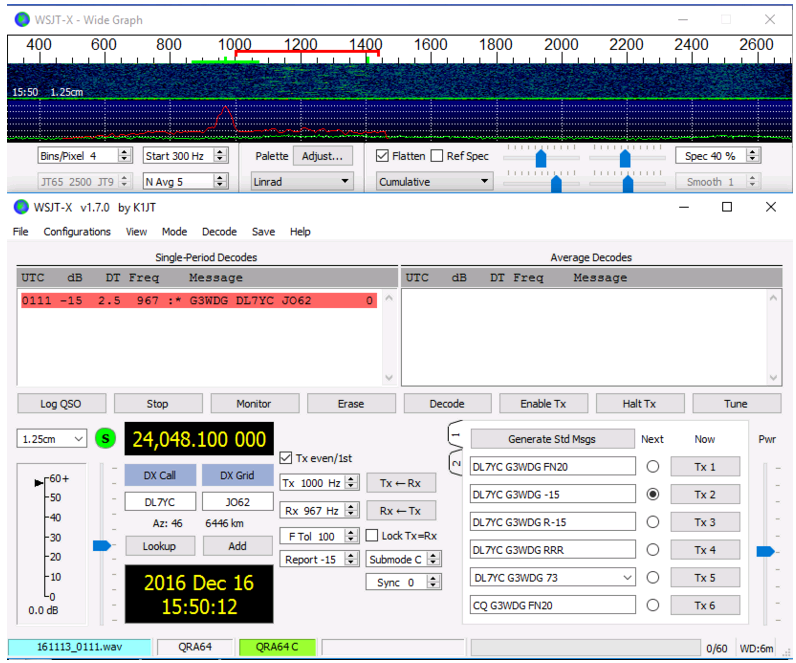 WSJT-X - Wide Graph
400 600 800 1000 1200 1400 1600 1800 2000 2200 2400 2600
15:50 1.25cm
Bins/Pixel 4 Start 300 Hz Palette Adjust... Flatten Ref Spec Spec 40 %
JT65 2500 JT9 N Avg 5 Linrad Cumulative Smooth 1
WSJT-X v1.7.0 by K1JT
File Configurations View Mode Decode Save Help
Single-Period Decodes Average Decodes
UTC dB DT Freq Message UTC dB DT Freq Message
0111 -15 2.5 967 :* G3WDG DL7YC JO62 0
Log QSO Stop Monitor Erase Decode Enable Tx Halt Tx Tune
1.25cm S 24,048.100 000 Tx even/1st 1 Generate Std Msgs Next Now Pwr
DX Call DX Grid Tx 1000 Hz Tx ← Rx 2 DL7YC G3WDG FN20 Tx 1
DL7YC JO62 Rx 967 Hz Rx ← Tx DL7YC G3WDG -15 Tx 2
Az: 46 6446 km F Tol 100 Lock Tx=Rx DL7YC G3WDG R-15 Tx 3
Lookup Add Report -15 Submode C DL7YC G3WDG RRR Tx 4
2016 Dec 16 Sync 0 DL7YC G3WDG 73 Tx 5
15:50:12 CQ G3WDG FN20 Tx 6
60+
50
40
30
20
10
0
0.0 dB
161113_0111.wav QRA64 QRA64 C 0/60 WD:6m